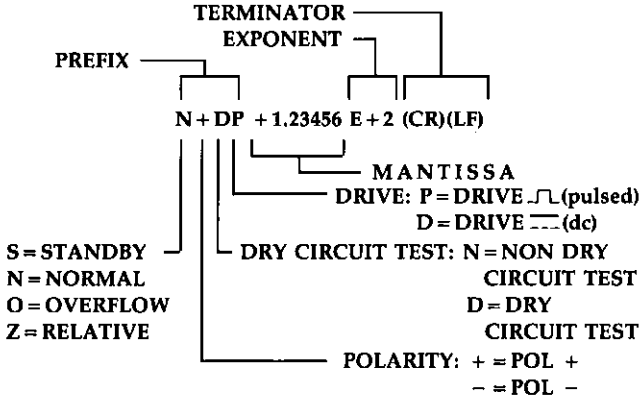 TERMINATOR
EXPONENT
PREFIX
N+DP +1.23456 E+2 (CR)(LF)
MANTISSA
DRIVE: P=DRIVE (pulsed)
D=DRIVE (dc)
S=STANDBY
N=NORMAL
O=OVERFLOW
Z=RELATIVE
DRY CIRCUIT TEST: N=NON DRY
CIRCUIT TEST
D=DRY
CIRCUIT TEST
POLARITY: + =POL +
− =POL −